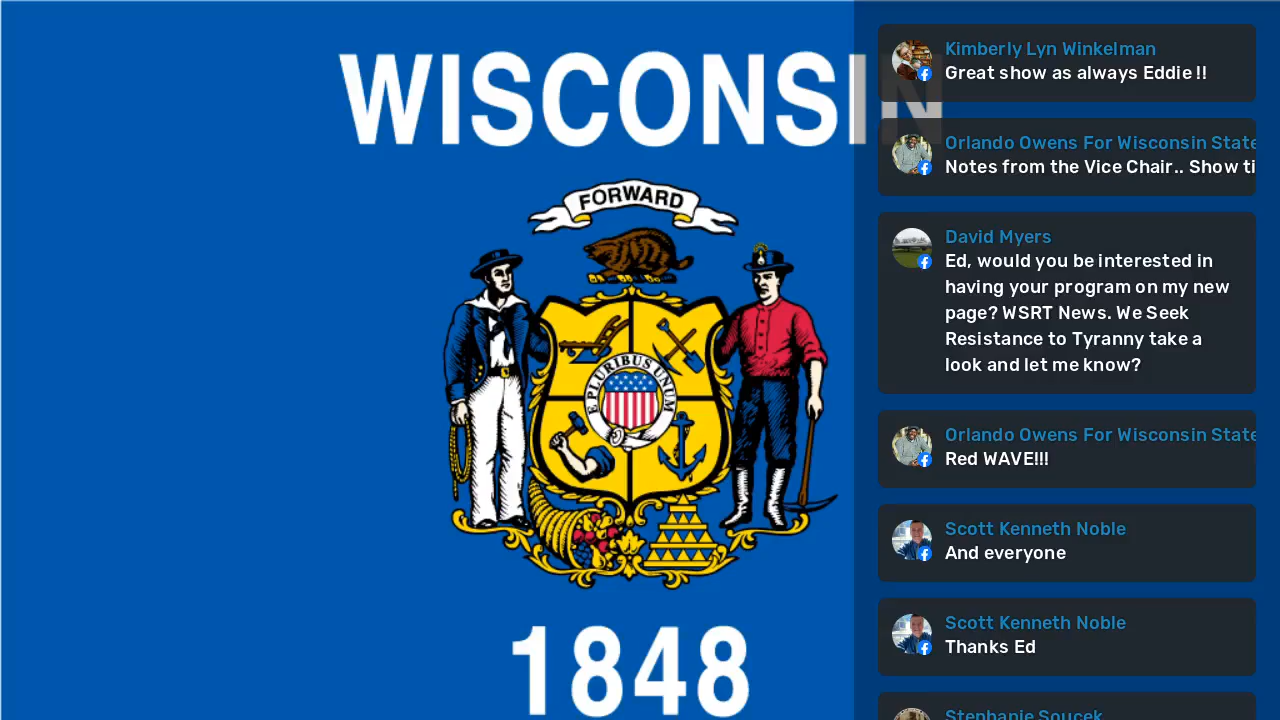 WISCONSIN
FORWARD
E PLURIBUS UNUM
1848
Kimberly Lyn Winkelman
Great show as always Eddie !!
Orlando Owens For Wisconsin State
Notes from the Vice Chair.. Show ti
David Myers
Ed, would you be interested in
having your program on my new
page? WSRT News. We Seek
Resistance to Tyranny take a
look and let me know?
Orlando Owens For Wisconsin State
Red WAVE!!!
Scott Kenneth Noble
And everyone
Scott Kenneth Noble
Thanks Ed
Stephanie Soucek